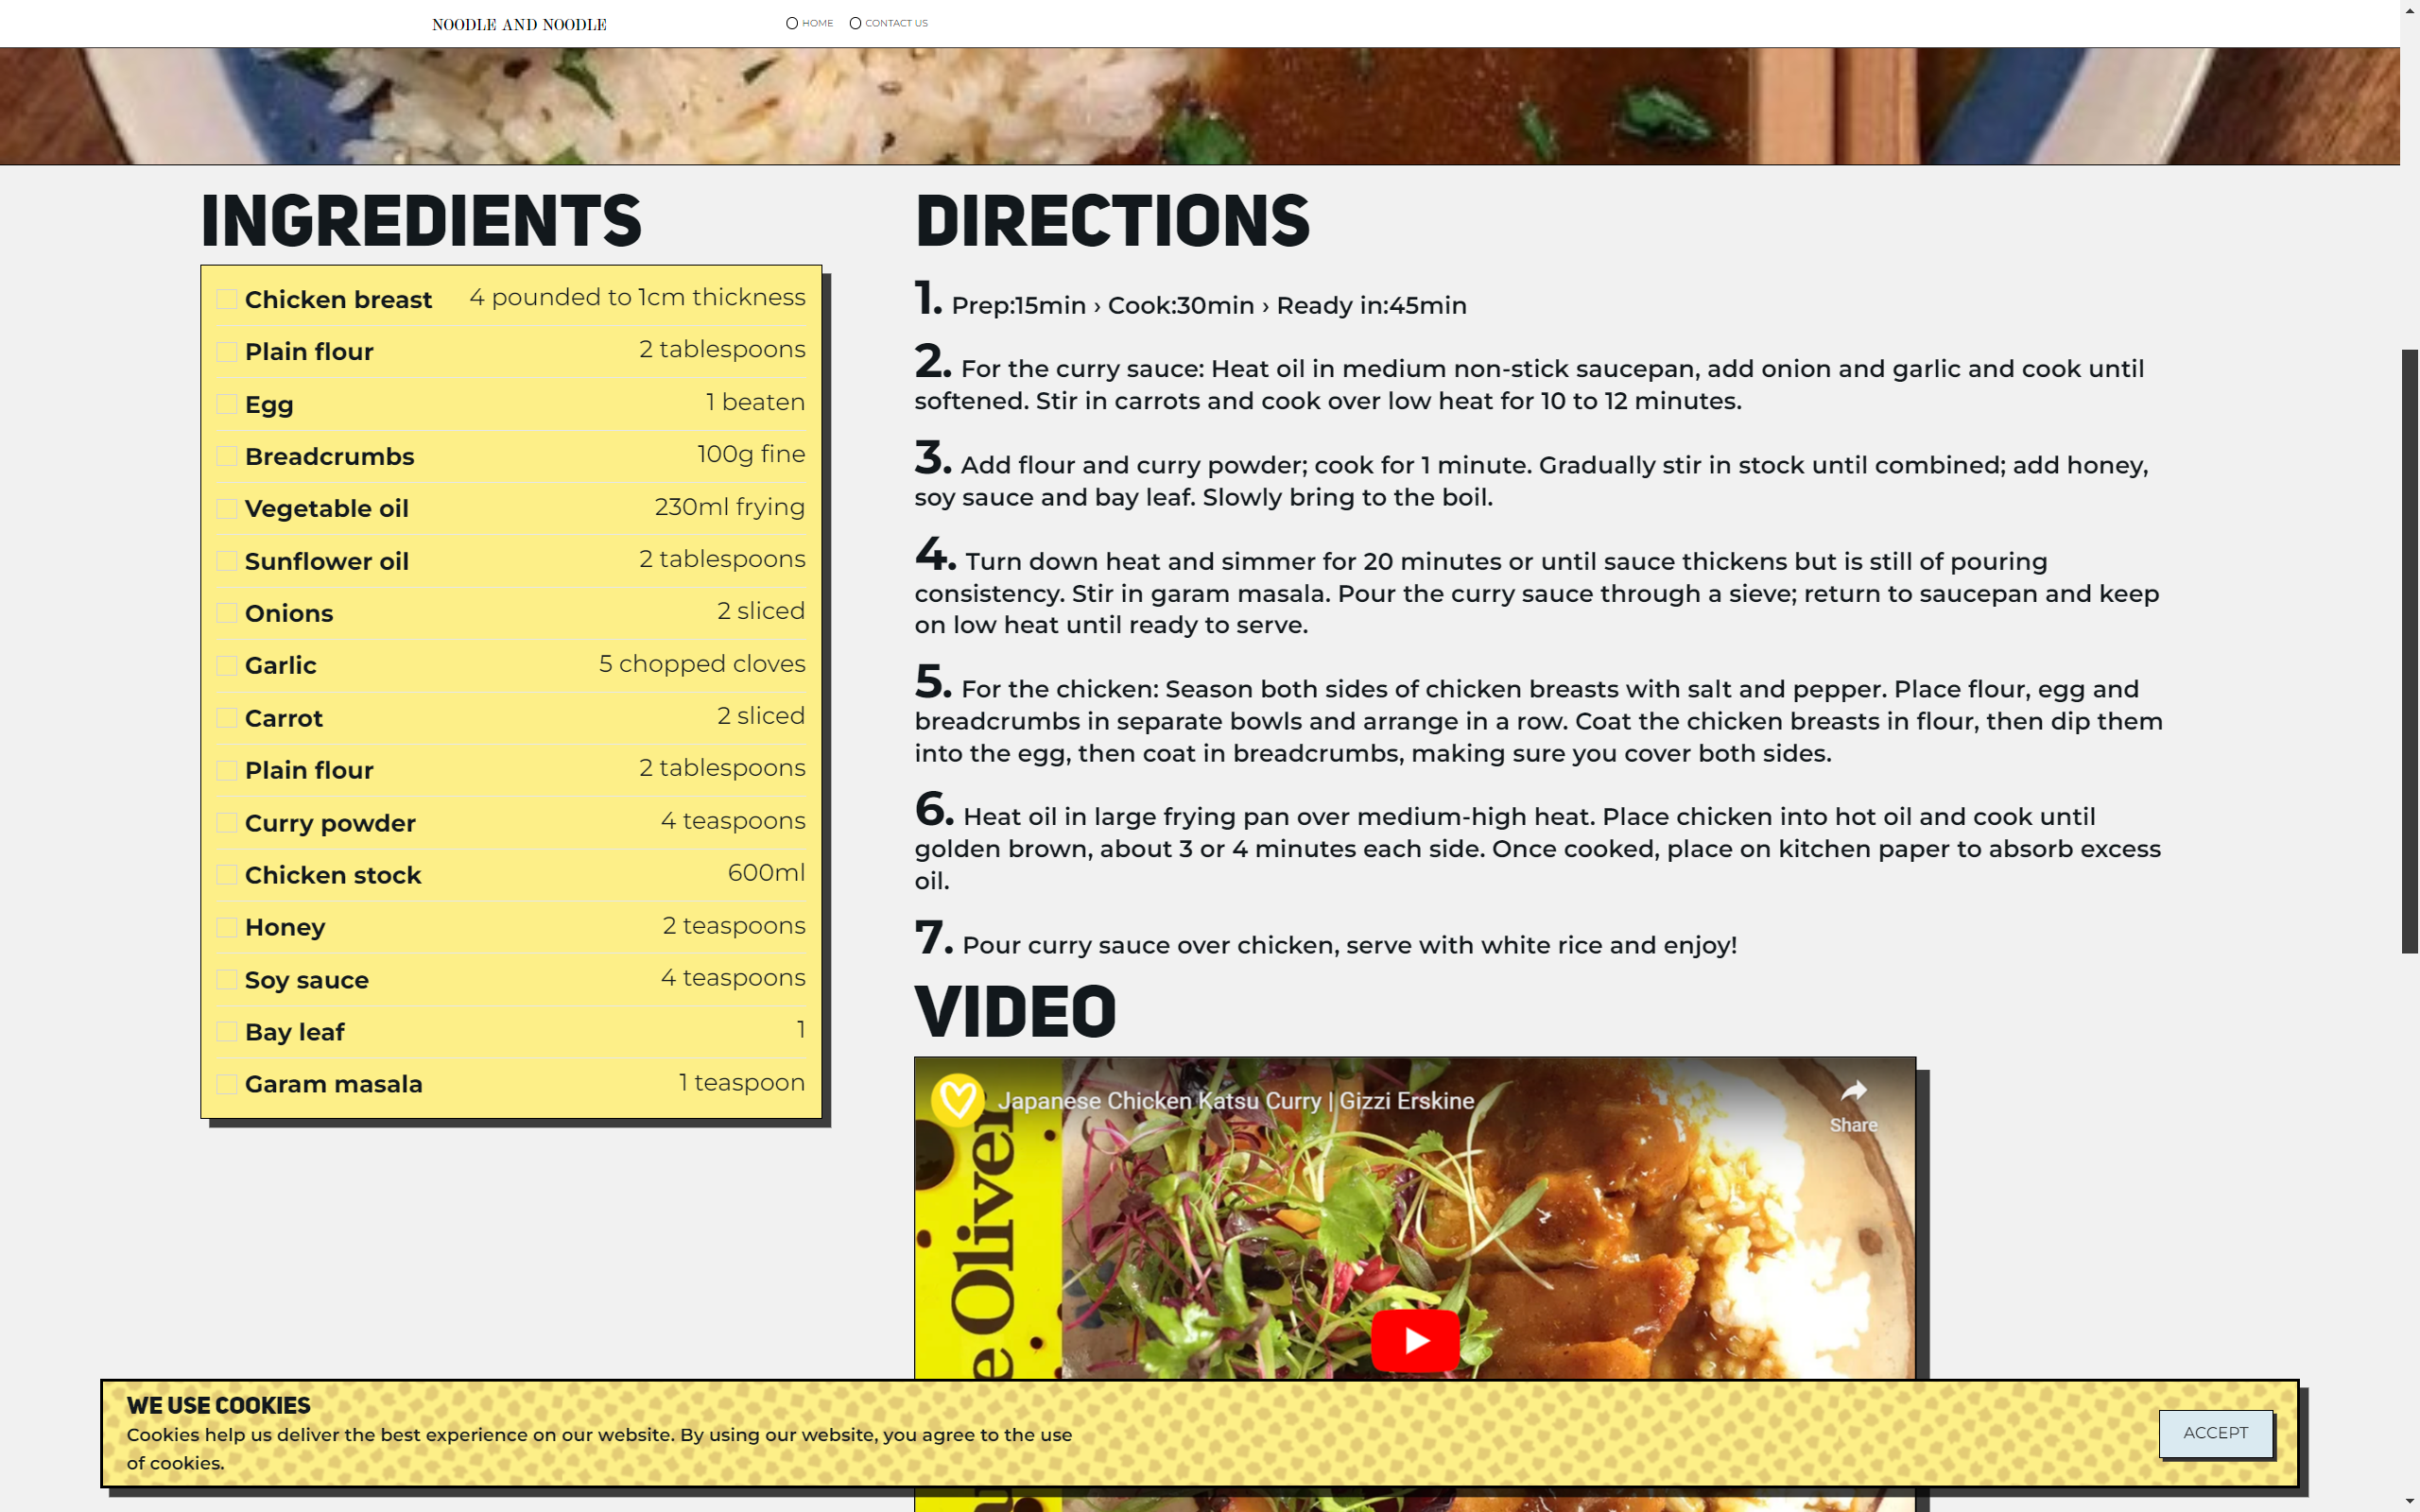 NOODLE AND NOODLE
HOME
CONTACT US
INGREDIENTS
Chicken breast 4 pounded to 1cm thickness
Plain flour 2 tablespoons
Egg 1 beaten
Breadcrumbs 100g fine
Vegetable oil 230ml frying
Sunflower oil 2 tablespoons
Onions 2 sliced
Garlic 5 chopped cloves
Carrot 2 sliced
Plain flour 2 tablespoons
Curry powder 4 teaspoons
Chicken stock 600ml
Honey 2 teaspoons
Soy sauce 4 teaspoons
Bay leaf 1
Garam masala 1 teaspoon
DIRECTIONS
1. Prep:15min › Cook:30min › Ready in:45min
2. For the curry sauce: Heat oil in medium non-stick saucepan, add onion and garlic and cook until
softened. Stir in carrots and cook over low heat for 10 to 12 minutes.
3. Add flour and curry powder; cook for 1 minute. Gradually stir in stock until combined; add honey,
soy sauce and bay leaf. Slowly bring to the boil.
4. Turn down heat and simmer for 20 minutes or until sauce thickens but is still of pouring
consistency. Stir in garam masala. Pour the curry sauce through a sieve; return to saucepan and keep
on low heat until ready to serve.
5. For the chicken: Season both sides of chicken breasts with salt and pepper. Place flour, egg and
breadcrumbs in separate bowls and arrange in a row. Coat the chicken breasts in flour, then dip them
into the egg, then coat in breadcrumbs, making sure you cover both sides.
6. Heat oil in large frying pan over medium-high heat. Place chicken into hot oil and cook until
golden brown, about 3 or 4 minutes each side. Once cooked, place on kitchen paper to absorb excess
oil.
7. Pour curry sauce over chicken, serve with white rice and enjoy!
VIDEO
Japanese Chicken Katsu Curry | Gizzi Erskine
Share
Oliver
WE USE COOKIES
Cookies help us deliver the best experience on our website. By using our website, you agree to the use
of cookies.
ACCEPT